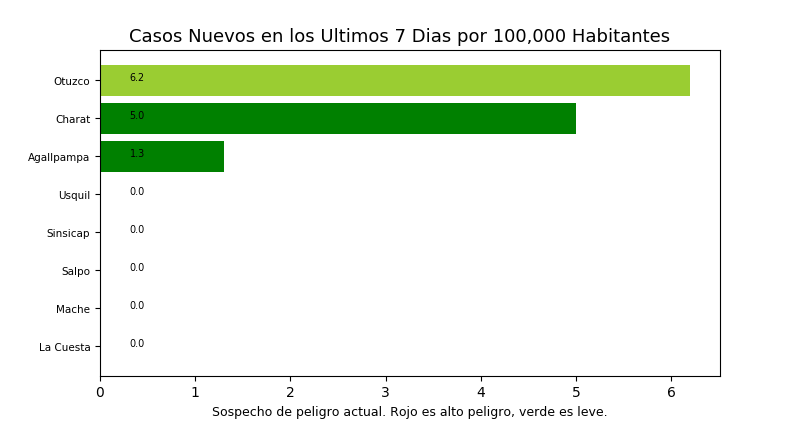 Casos Nuevos en los Ultimos 7 Dias por 100,000 Habitantes
Otuzco 6.2
Charat 5.0
Agallpampa 1.3
Usquil 0.0
Sinsicap 0.0
Salpo 0.0
Mache 0.0
La Cuesta 0.0
0 1 2 3 4 5 6
Sospecho de peligro actual. Rojo es alto peligro, verde es leve.